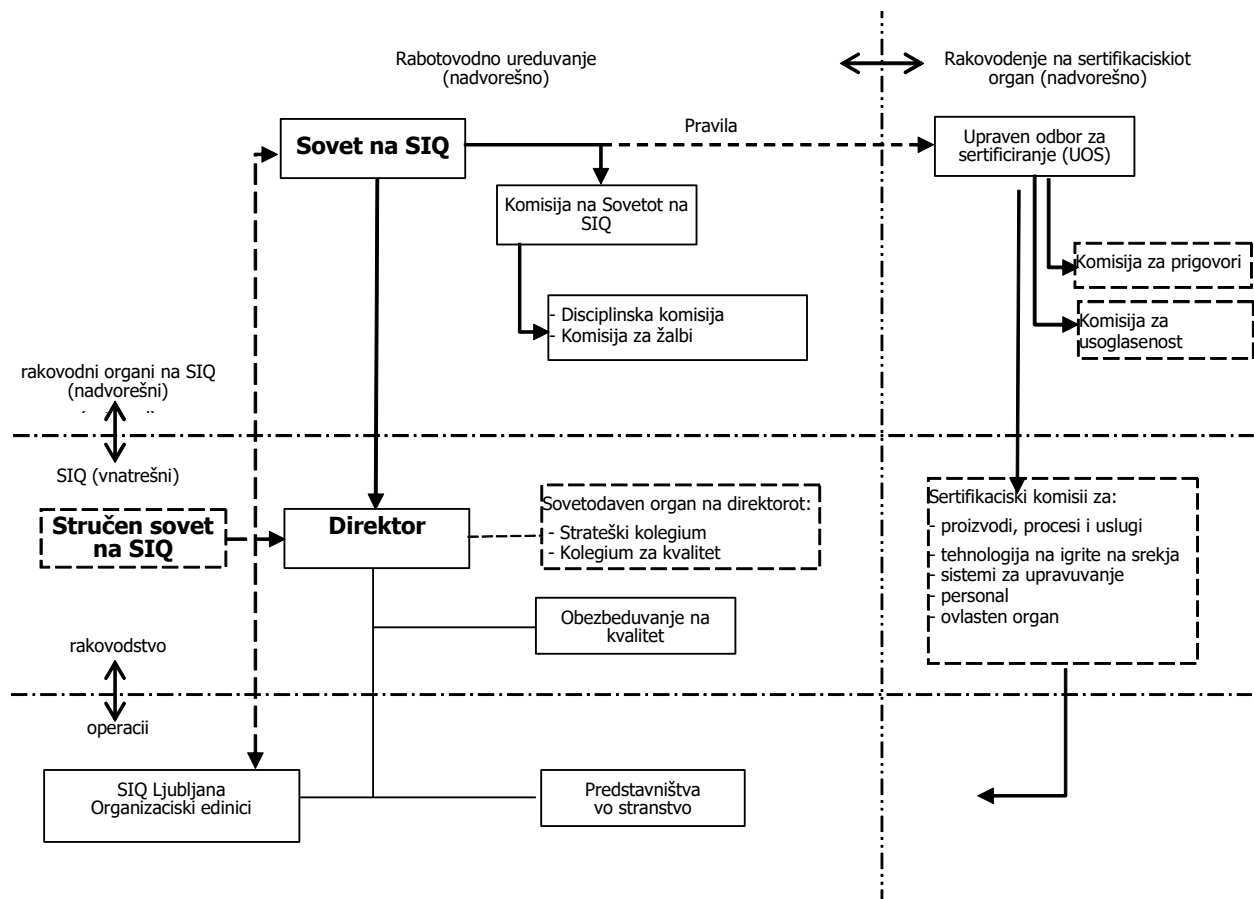 Rabotovodno ureduvanje
(nadvorešno)
Rakovodenje na sertifikaciskiot
organ (nadvorešno)
Sovet na SIQ
Pravila
Upraven odbor za
sertificiranje (UOS)
Komisija na Sovetot na
SIQ
Komisija za prigovori
- Disciplinska komisija
- Komisija za žalbi
Komisija za
usoglasenost
rakovodni organi na SIQ
(nadvorešni)
SIQ (vnatrešni)
Stručen sovet
na SIQ
Direktor
Sovetodaven organ na direktorot:
- Strateški kolegium
- Kolegium za kvalitet
Sertifikaciski komisii za:
- proizvodi, procesi i uslugi
- tehnologija na igrite na srekja
- sistemi za upravuvanje
- personal
- ovlasten organ
Obezbeduvanje na
kvalitet
rakovodstvo
operacii
SIQ Ljubljana
Organizaciski edinici
Predstavništva
vo stranstvo